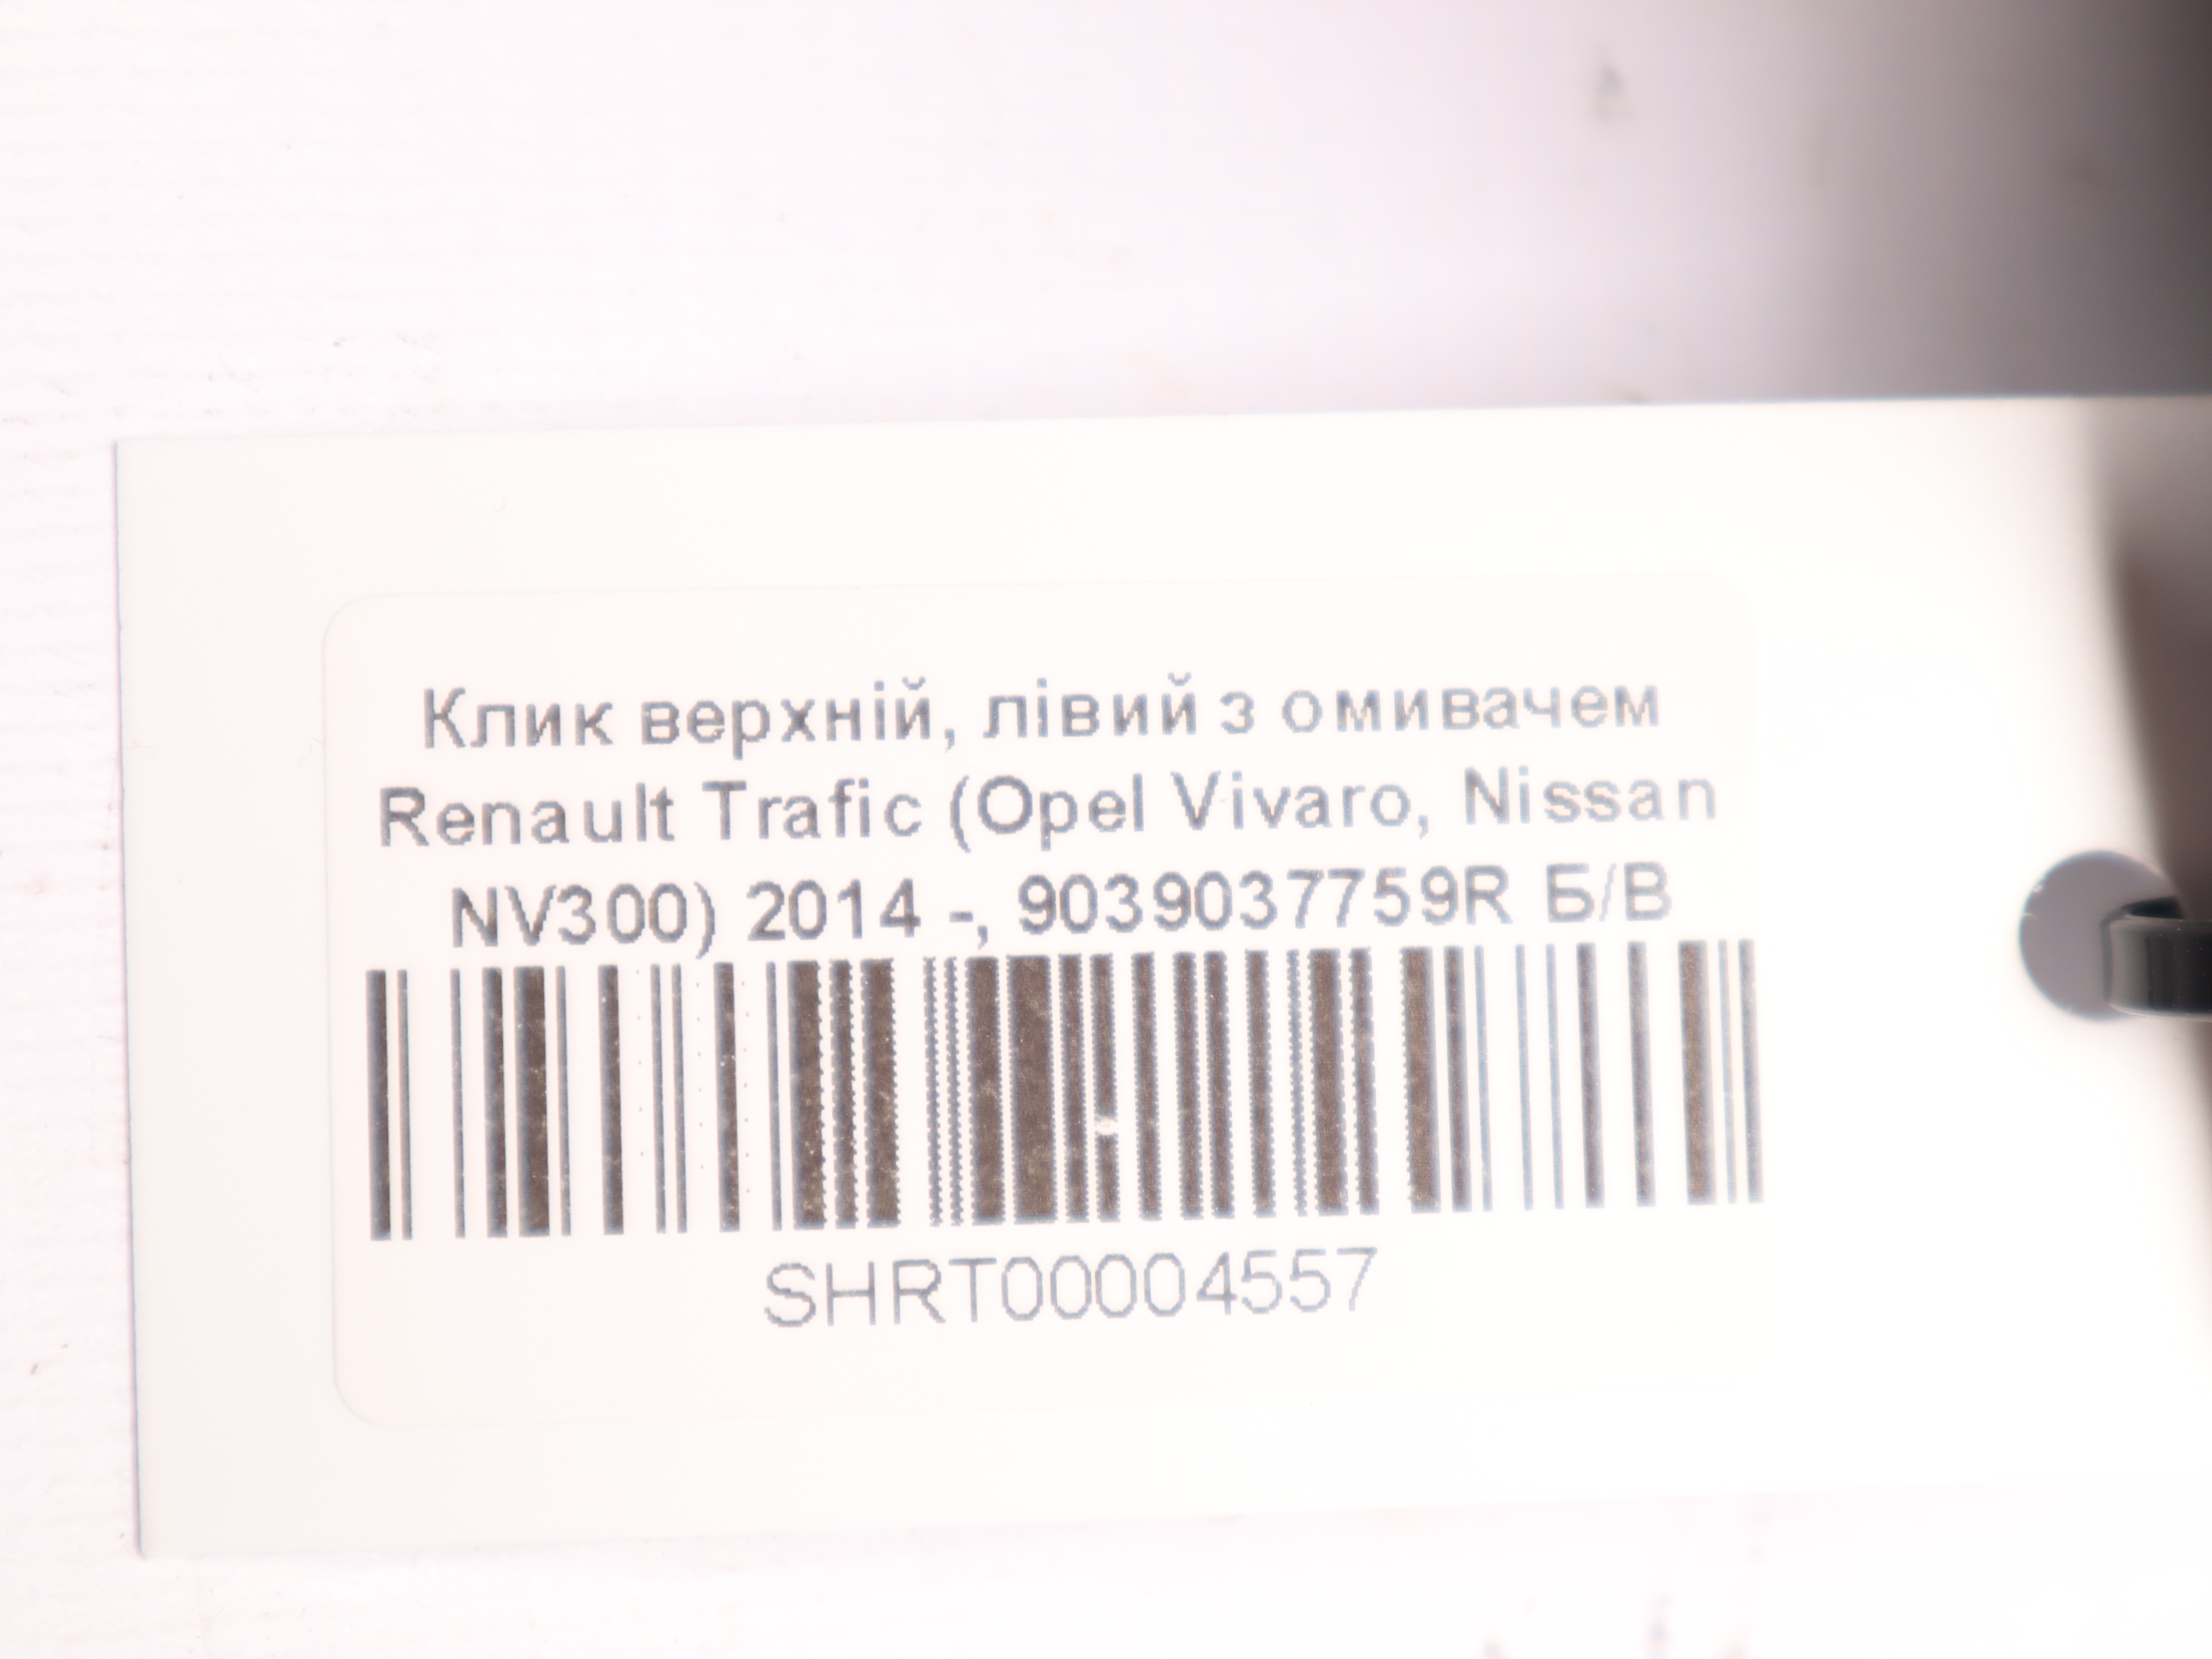 Клик верхній, лівий з омивачем
Renault Trafic (Opel Vivaro, Nissan
NV300) 2014 -, 9039037759R Б/В
SHRT00004557